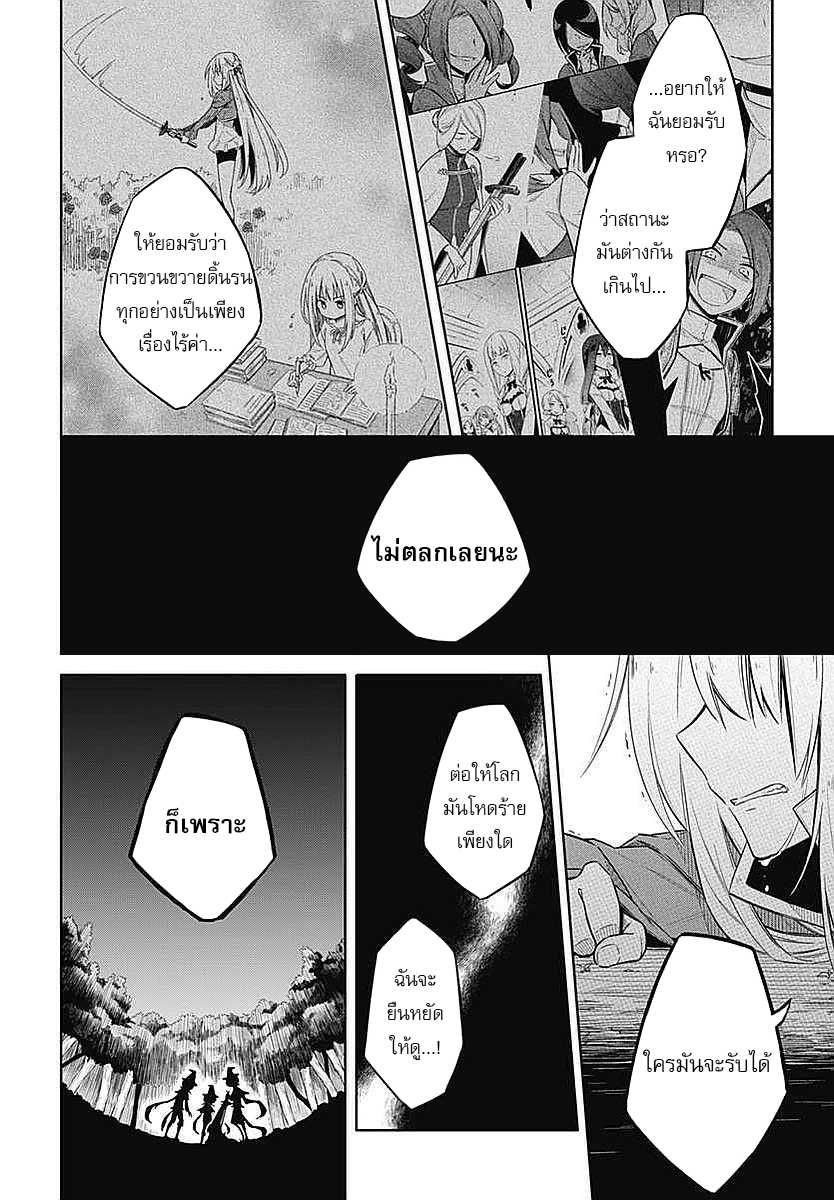 ...อยากให้
ฉันยอมรับ
หรอ?
ว่าสถานะ
มันต่างกัน
เกินไป...
ให้ยอมรับว่า
การขวนขวายดิ้นรน
ทุกอย่างเป็นเพียง
เรื่องไร้ค่า...
ไม่ตลกเลยนะ
ใครมันจะรับได้
ต่อให้โลก
มันโหดร้าย
เพียงใด
ฉันจะ
ยืนหยัด
ให้ดู...!
ก็เพราะ